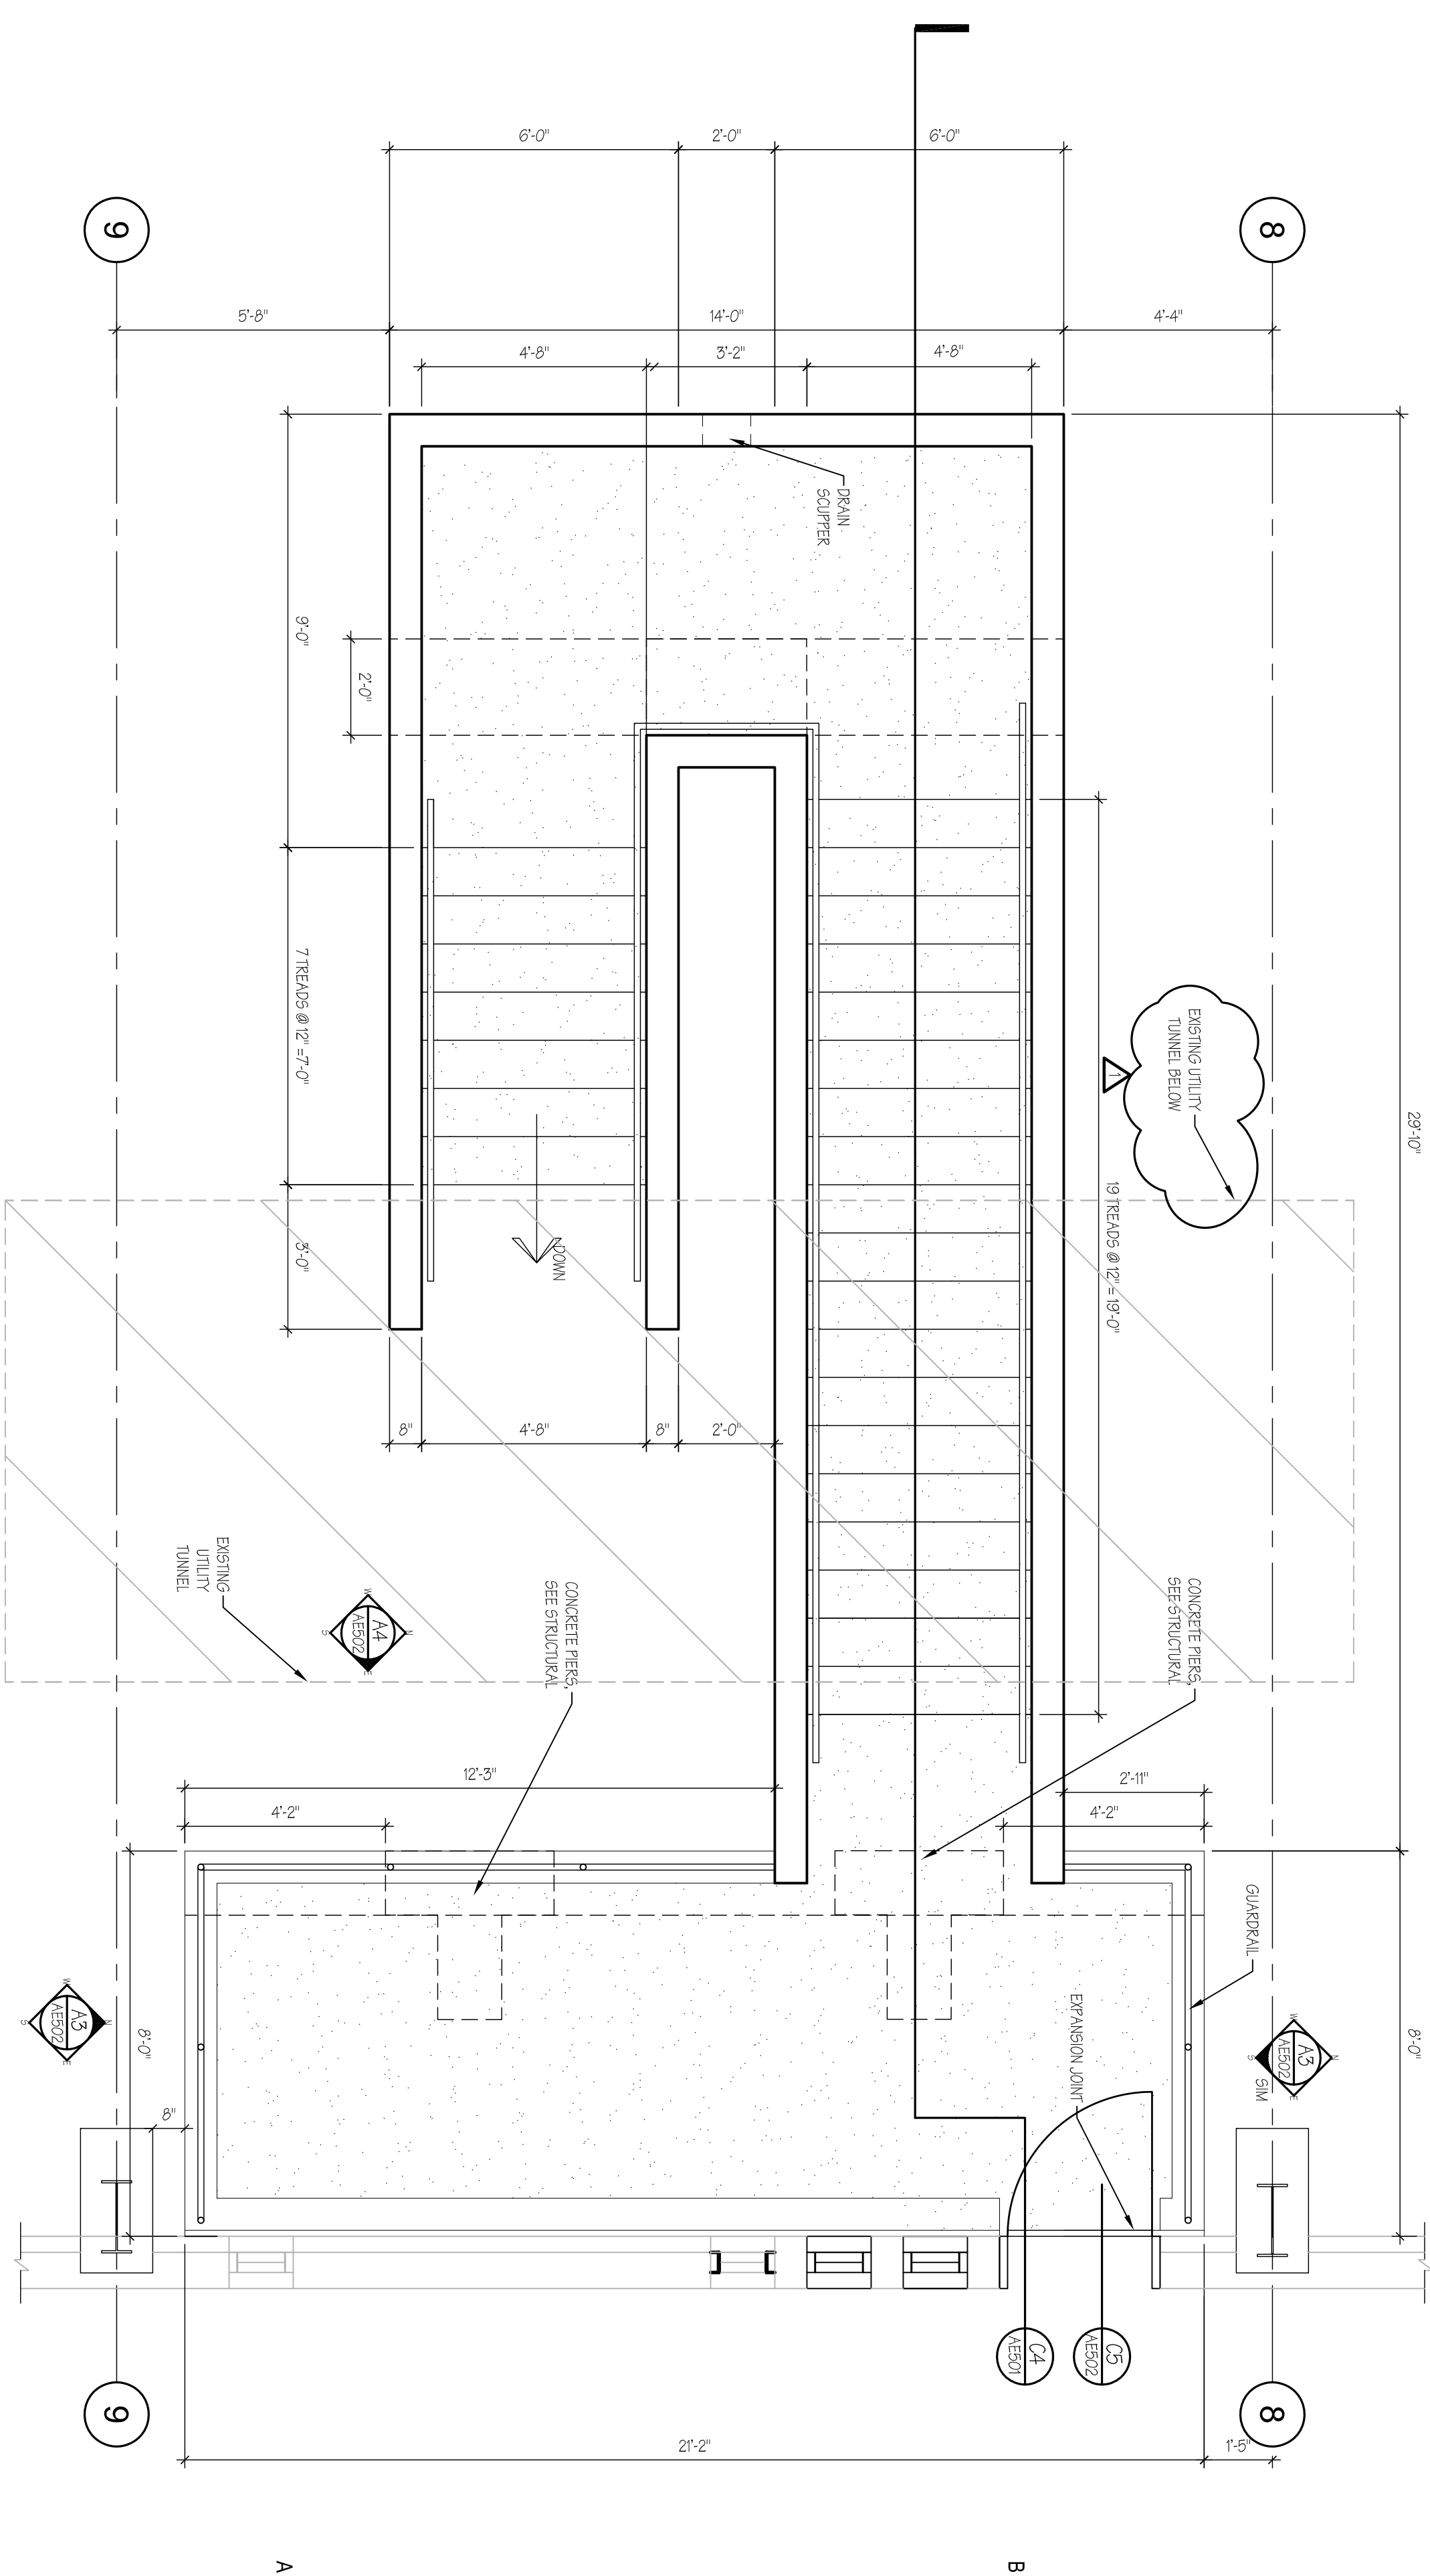 6'-0"
2'-0"
6'-0"
9
8
5'-8"
14'-0"
4'-4"
4'-8"
3'-2"
4'-8"
DRAIN
SCUPPER
9'-0"
2'-0"
29'-10"
EXISTING UTILITY
TUNNEL BELOW
1
7 TREADS @ 12" =7'-0"
19 TREADS @ 12" = 19'-0"
3'-0"
DOWN
8"
4'-8"
8"
2'-0"
EXISTING
UTILITY
TUNNEL
N
W
A4
AE502
S
E
CONCRETE PIERS,
SEE STRUCTURAL
CONCRETE PIERS,
SEE STRUCTURAL
12'-3"
2'-11"
4'-2"
4'-2"
GUARDRAIL
EXPANSION JOINT
8'-0"
8'-0"
N
W
A3
AE502
S
E
N
W
A3
AE502
S
E
SIM
8"
C4
AE501
C5
AE502
9
8
21'-2"
1'-5"
A
B